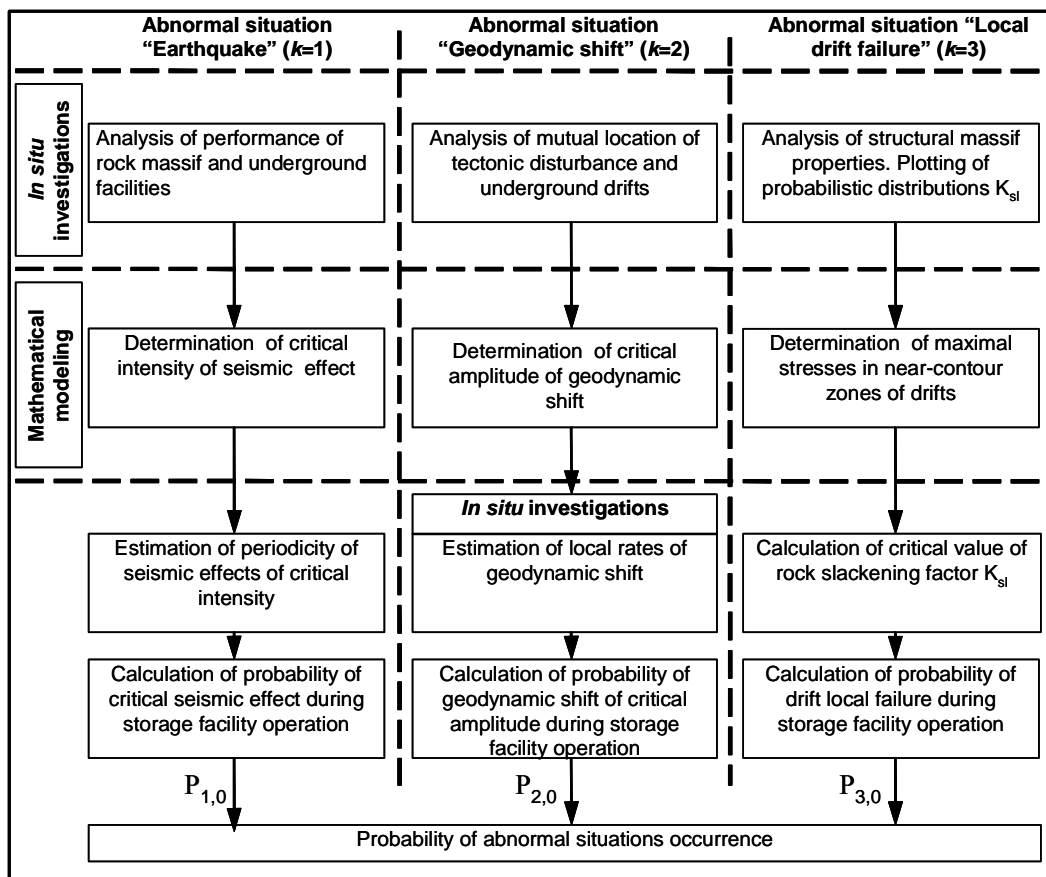 Abnormal situation
“Earthquake” (k=1)
Abnormal situation
“Geodynamic shift” (k=2)
Abnormal situation “Local
drift failure” (k=3)
In situ
investigations
Analysis of performance of
rock massif and underground
facilities
Analysis of mutual location of
tectonic disturbance and
underground drifts
Analysis of structural massif
properties. Plotting of
probabilistic distributions Ksl
Mathematical
modeling
Determination of critical
intensity of seismic effect
Determination of critical
amplitude of geodynamic
shift
Determination of maximal
stresses in near-contour
zones of drifts
In situ investigations
Estimation of periodicity of
seismic effects of critical
intensity
Estimation of local rates of
geodynamic shift
Calculation of critical value of
rock slackening factor Ksl
Calculation of probability of
critical seismic effect during
storage facility operation
Calculation of probability of
geodynamic shift of critical
amplitude during storage
facility operation
Calculation of probability of
drift local failure during
storage facility operation
P1,0
P2,0
P3,0
Probability of abnormal situations occurrence